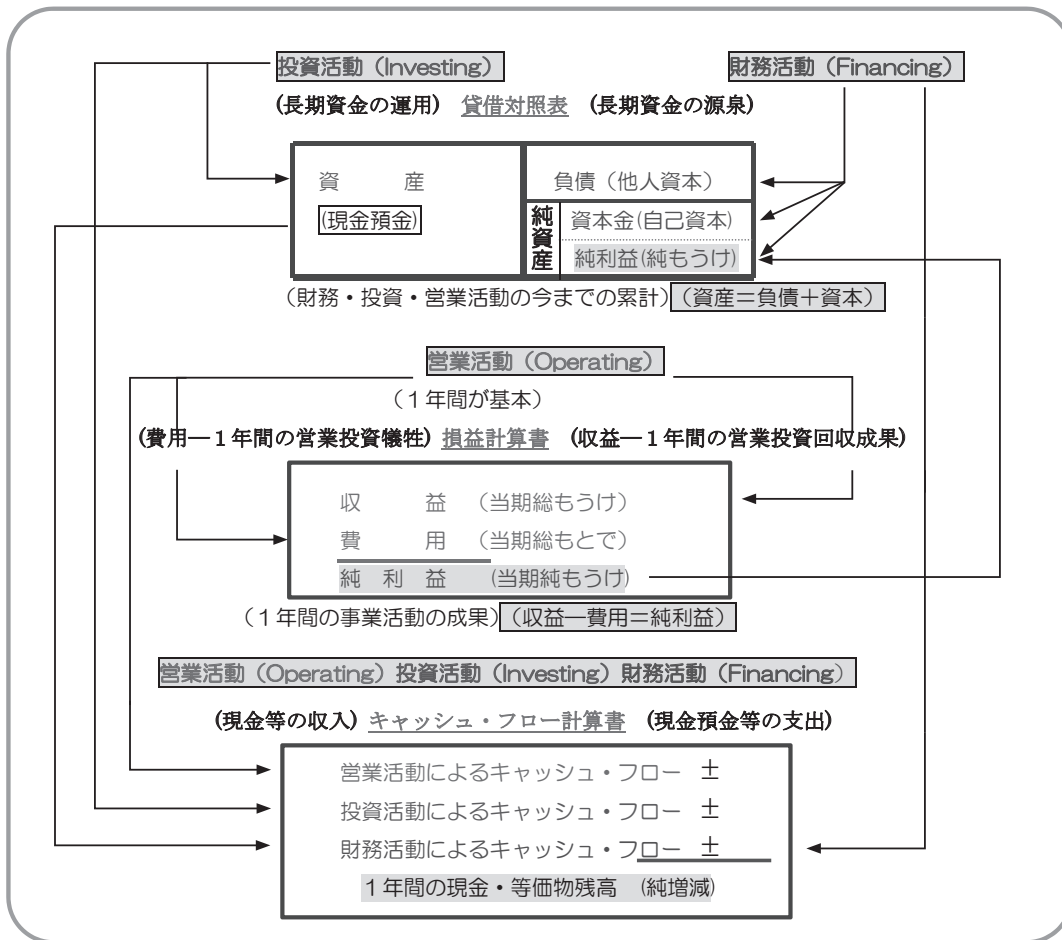 投資活動（Investing） 財務活動（Financing）
(長期資金の運用) 貸借対照表 (長期資金の源泉)
資　　産 負債（他人資本）
(現金預金) 純資産 資本金(自己資本)
純利益(純もうけ)
（財務・投資・営業活動の今までの累計）（資産＝負債＋資本）
営業活動（Operating）
（１年間が基本）
(費用―１年間の営業投資犠牲) 損益計算書 (収益―１年間の営業投資回収成果)
収　　益 （当期総もうけ）
費　　用 （当期総もとで）
純　利　益 (当期純もうけ)
（１年間の事業活動の成果）（収益―費用＝純利益）
営業活動（Operating）投資活動（Investing）財務活動（Financing）
(現金等の収入) キャッシュ・フロー計算書 (現金預金等の支出)
営業活動によるキャッシュ・フロー ±
投資活動によるキャッシュ・フロー ±
財務活動によるキャッシュ・フロー ±
１年間の現金・等価物残高 (純増減)